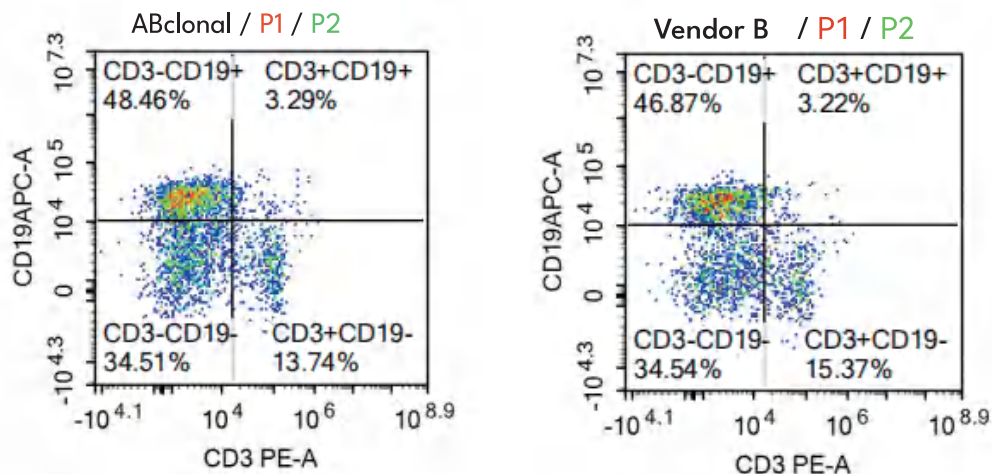 ABclonal / P1 / P2
10^7.3
CD3-CD19+ CD3+CD19+
48.46% 3.29%
10^5
CD19APC-A
10^4
0
CD3-CD19- CD3+CD19-
34.51% 13.74%
-10^4.3
-10^4.1 10^4 10^6 10^8.9
CD3 PE-A
Vendor B / P1 / P2
10^7.3
CD3-CD19+ CD3+CD19+
46.87% 3.22%
10^5
CD19APC-A
10^4
0
CD3-CD19- CD3+CD19-
34.54% 15.37%
-10^4.3
-10^4.1 10^4 10^6 10^8.9
CD3 PE-A